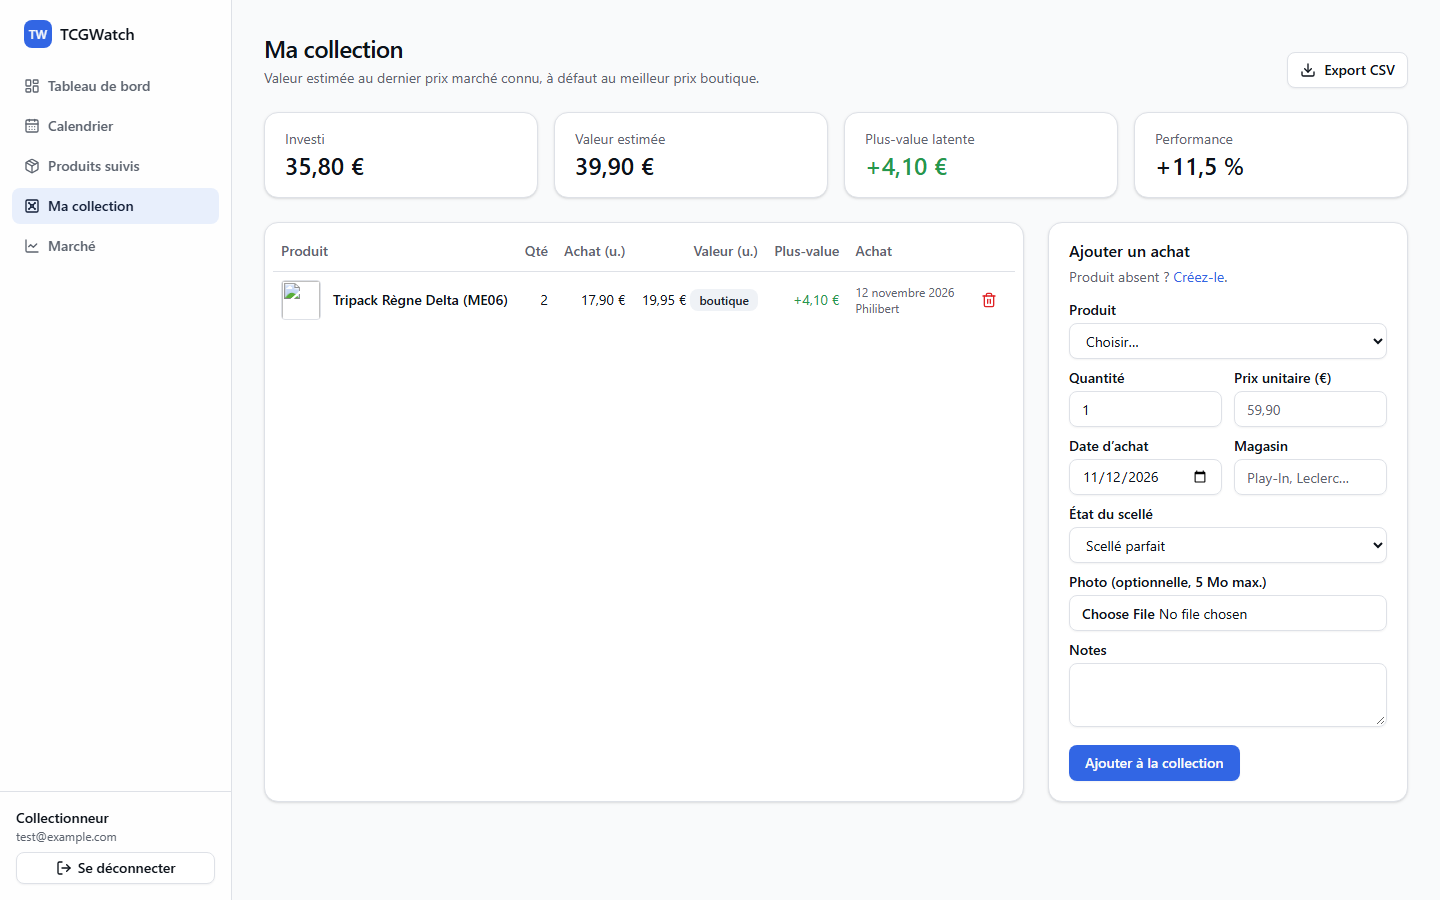 TW TCGWatch
Tableau de bord
Calendrier
Produits suivis
Ma collection
Marché
Collectionneur
test@example.com
Se déconnecter
Ma collection
Valeur estimée au dernier prix marché connu, à défaut au meilleur prix boutique.
Export CSV
Investi
35,80 €
Valeur estimée
39,90 €
Plus-value latente
+4,10 €
Performance
+11,5 %
Produit Qté Achat (u.) Valeur (u.) Plus-value Achat
Tripack Règne Delta (ME06) 2 17,90 € 19,95 € boutique +4,10 € 12 novembre 2026
Philibert
Ajouter un achat
Produit absent ? Créez-le.
Produit
Choisir...
Quantité Prix unitaire (€)
1 59,90
Date d’achat Magasin
11/12/2026 Play-In, Leclerc...
État du scellé
Scellé parfait
Photo (optionnelle, 5 Mo max.)
Choose File No file chosen
Notes
Ajouter à la collection